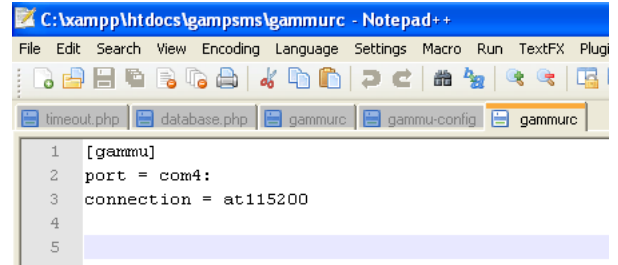 C:\xampp\htdocs\gampsms\gammurc - Notepad++
File Edit Search View Encoding Language Settings Macro Run TextFX Plugi
timeout.php database.php gammurc gammu-config gammurc
1 [gammu]
2 port = com4:
3 connection = at115200
4
5